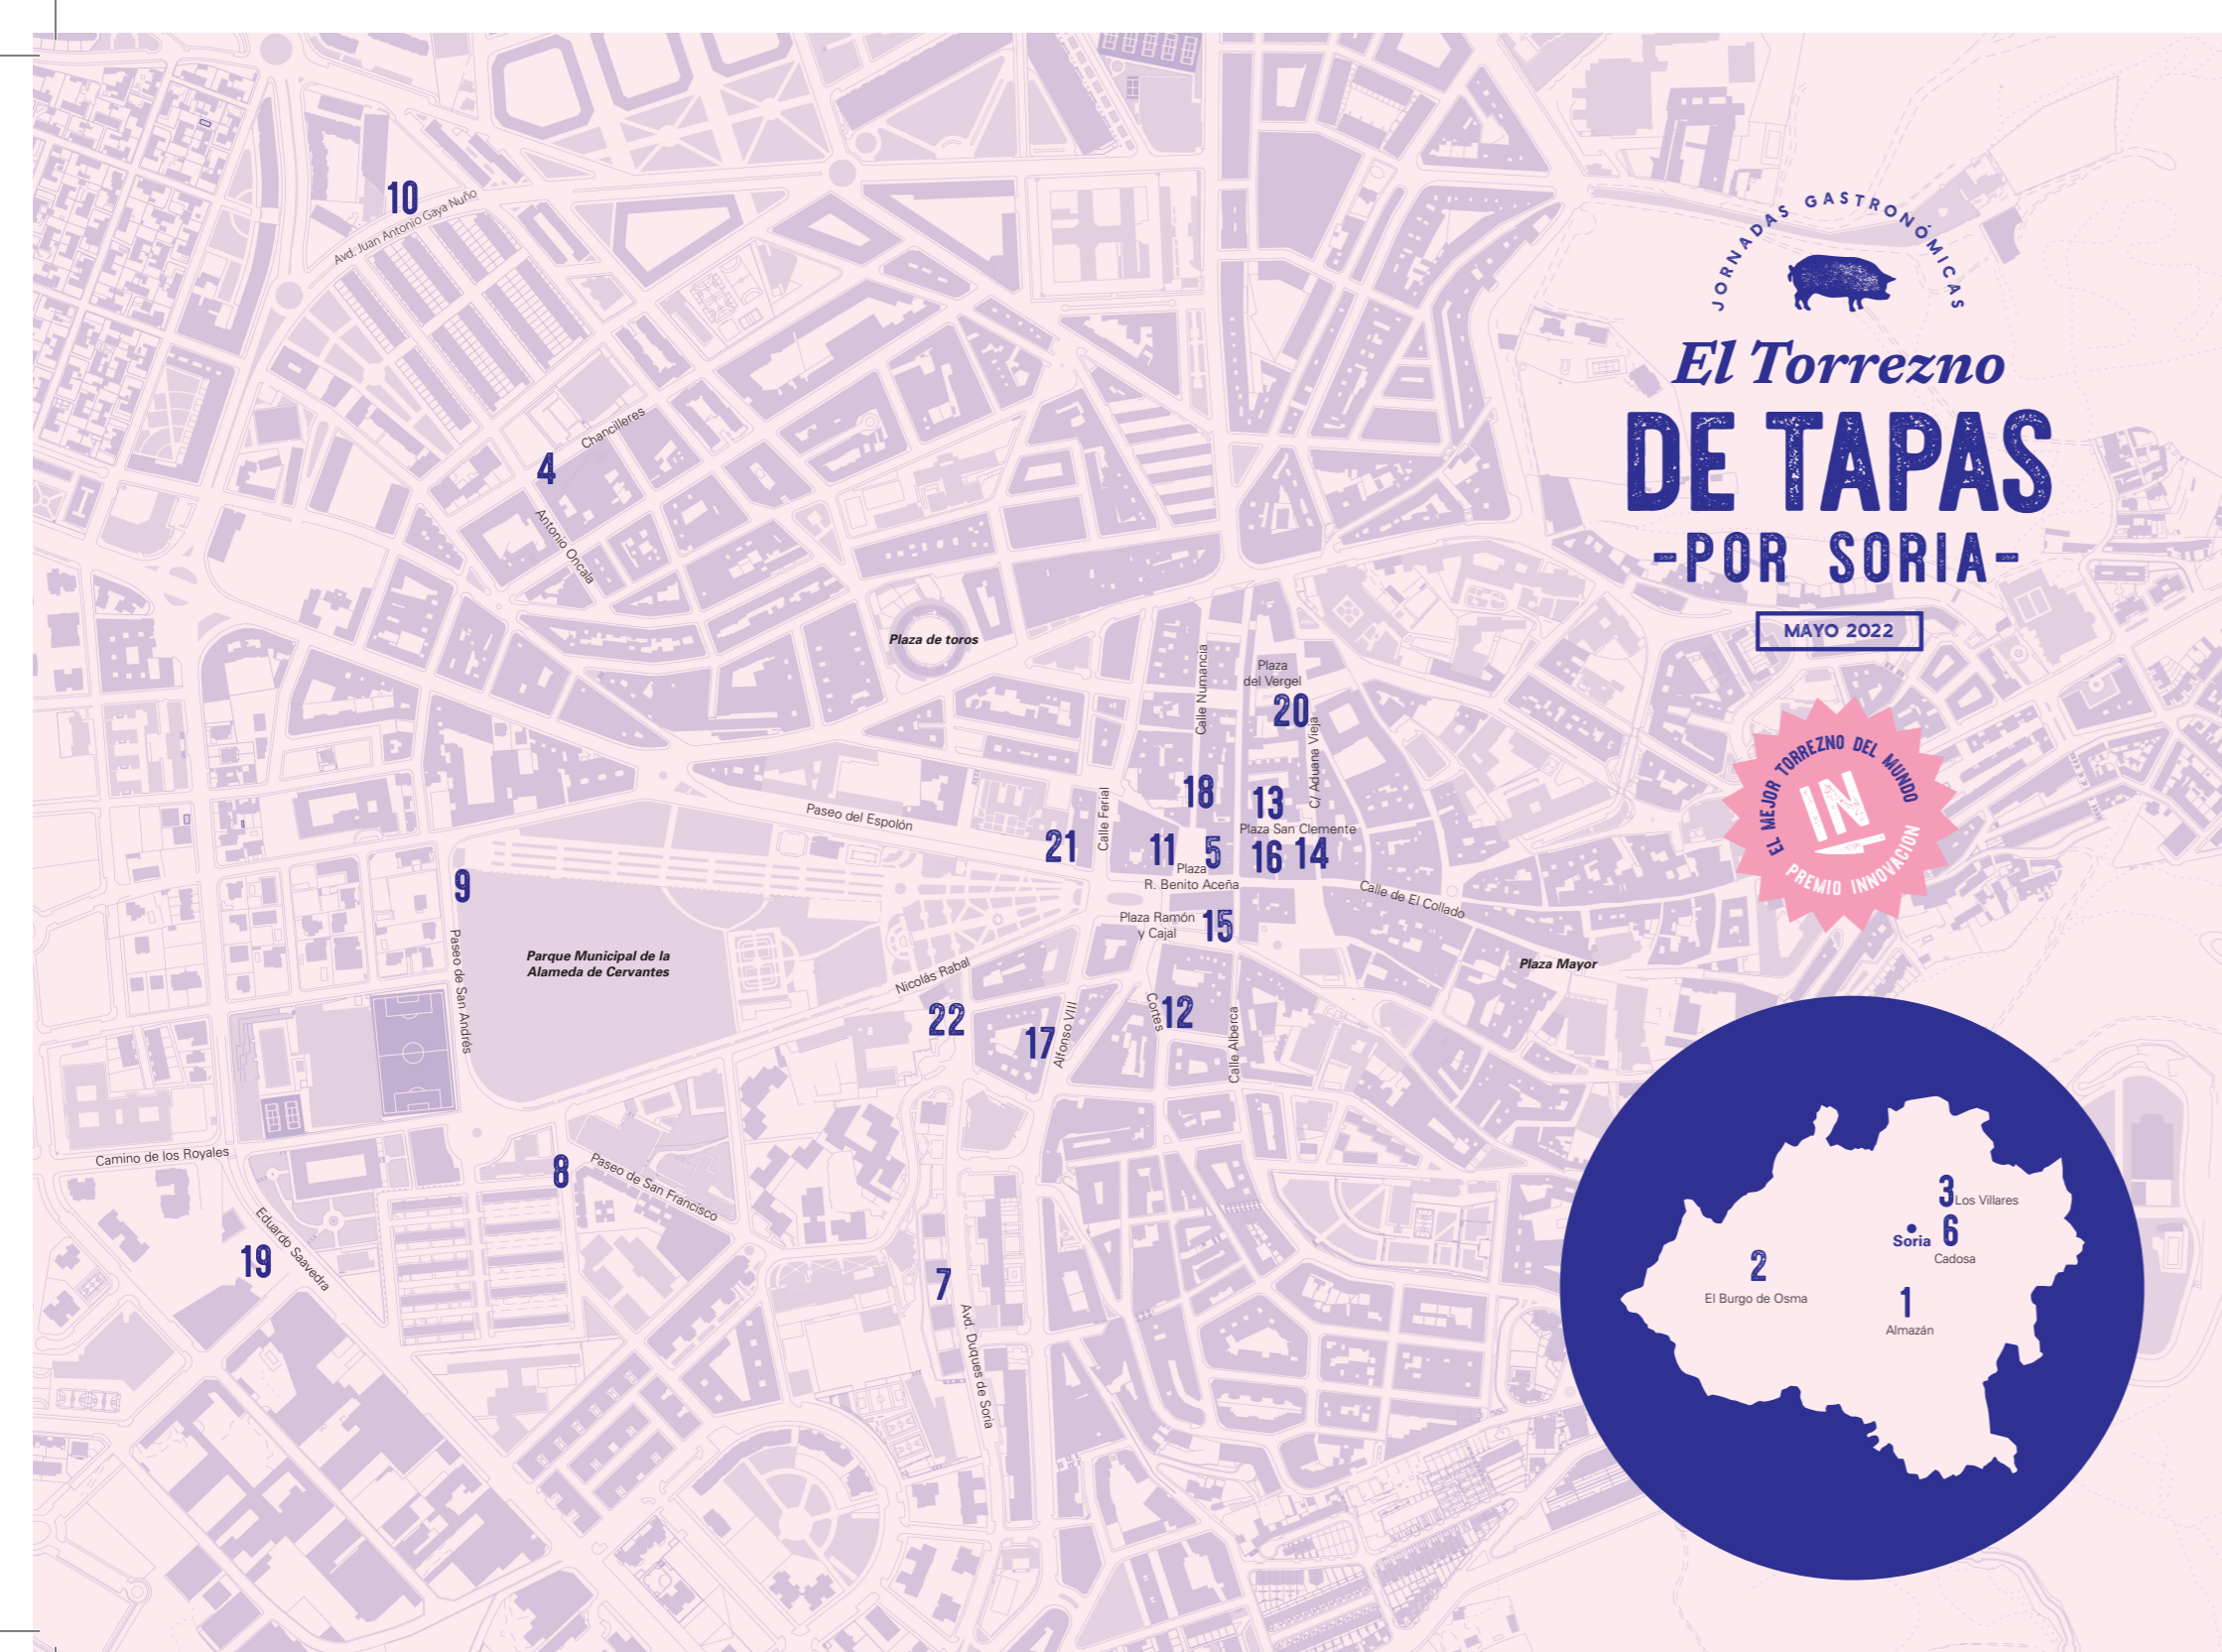 JORNADAS GASTRONÓMICAS
El Torrezno
DE TAPAS
-POR SORIA-
MAYO 2022
EL MEJOR TORREZNO DEL MUNDO
IN
PREMIO INNOVACION
10
Avd. Juan Antonio Gaya Nuño
Chancilleres
4
Antonio Oncala
Plaza de toros
Calle Numancia
Plaza
del Vergel
20
C/ Aduana Vieja
18
13
Paseo del Espolón
Calle Ferial
21
Plaza San Clemente
11
5
16
14
Plaza
R. Benito Aceña
9
Calle de El Collado
Plaza Ramón
y Cajal
15
Paseo de San Andrés
Parque Municipal de la
Alameda de Cervantes
Nicolás Rabal
Plaza Mayor
22
17
Alfonso VIII
Cortes
12
Calle Alberca
Camino de los Royales
8
Paseo de San Francisco
Eduardo Saavedra
19
7
Avd. Duques de Soria
3
Los Villares
Soria
6
Cadosa
2
El Burgo de Osma
1
Almazán